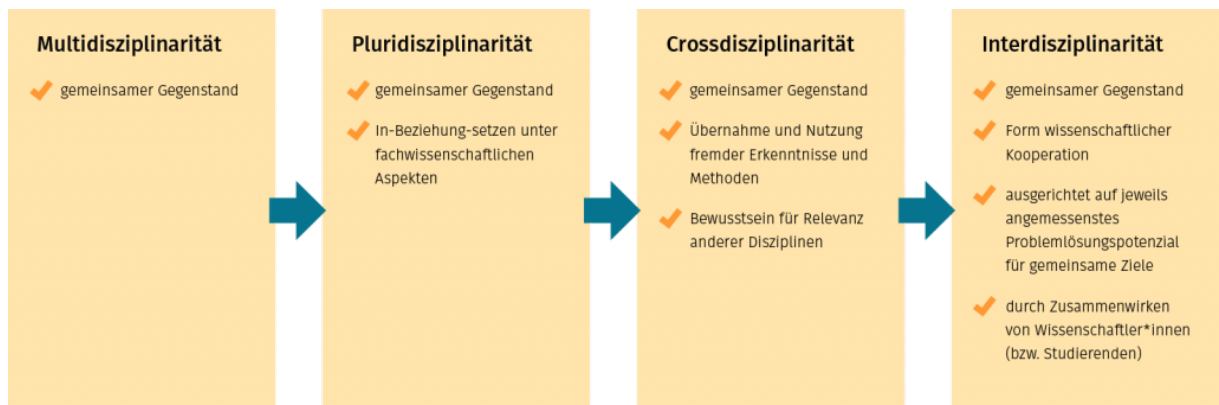 Multidisziplinarität
gemeinsamer Gegenstand
Pluridisziplinarität
gemeinsamer Gegenstand
In-Beziehung-setzen unter
fachwissenschaftlichen
Aspekten
Crossdisziplinarität
gemeinsamer Gegenstand
Übernahme und Nutzung
fremder Erkenntnisse und
Methoden
Bewusstsein für Relevanz
anderer Disziplinen
Interdisziplinarität
gemeinsamer Gegenstand
Form wissenschaftlicher
Kooperation
ausgerichtet auf jeweils
angemessenstes
Problemlösungspotenzial
für gemeinsame Ziele
durch Zusammenwirken
von Wissenschaftler*innen
(bzw. Studierenden)